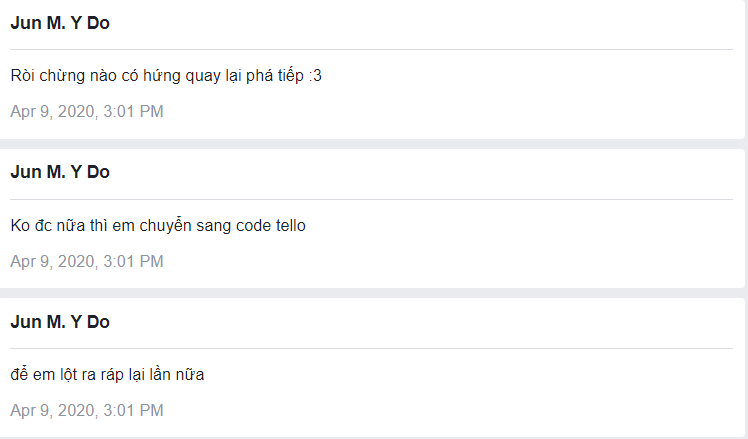 Jun M. Y Do
Ròi chừng nào có hứng quay lại phá tiếp :3
Apr 9, 2020, 3:01 PM
Jun M. Y Do
Ko đc nữa thì em chuyển sang code tello
Apr 9, 2020, 3:01 PM
Jun M. Y Do
để em lột ra ráp lại lần nữa
Apr 9, 2020, 3:01 PM